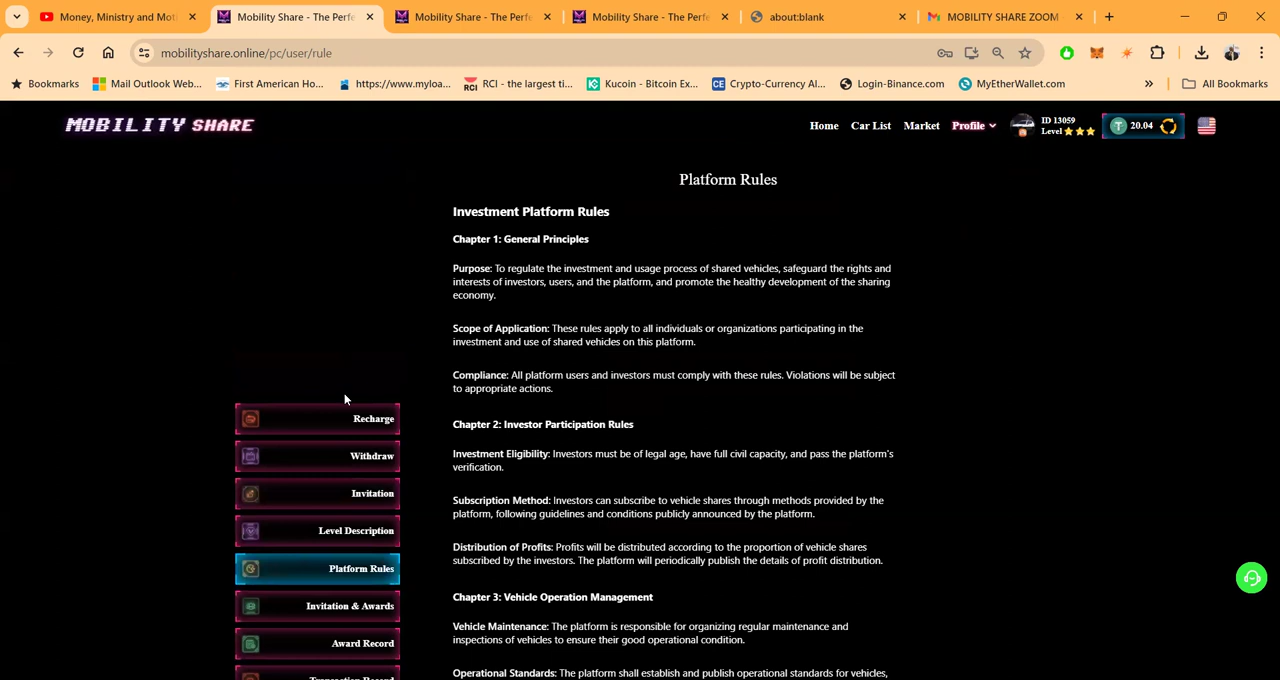 Money, Ministry and Mot
Mobility Share - The Perfe
Mobility Share - The Perfe
Mobility Share - The Perfe
about:blank
MOBILITY SHARE ZOOM
mobilityshare.online/pc/user/rule
Bookmarks
Mail Outlook Web...
First American Ho...
https://www.myloa...
RCI
RCI - the largest ti...
Kucoin - Bitcoin Ex...
CE
Crypto-Currency Al...
Login-Binance.com
MyEtherWallet.com
»
All Bookmarks
MOBILITY SHARE
Home
Car List
Market
Profile
ID 13059
Level
20.04
Platform Rules
Investment Platform Rules
Chapter 1: General Principles
Purpose: To regulate the investment and usage process of shared vehicles, safeguard the rights and
interests of investors, users, and the platform, and promote the healthy development of the sharing
economy.
Scope of Application: These rules apply to all individuals or organizations participating in the
investment and use of shared vehicles on this platform.
Compliance: All platform users and investors must comply with these rules. Violations will be subject
to appropriate actions.
Chapter 2: Investor Participation Rules
Investment Eligibility: Investors must be of legal age, have full civil capacity, and pass the platform's
verification.
Subscription Method: Investors can subscribe to vehicle shares through methods provided by the
platform, following guidelines and conditions publicly announced by the platform.
Distribution of Profits: Profits will be distributed according to the proportion of vehicle shares
subscribed by the investors. The platform will periodically publish the details of profit distribution.
Chapter 3: Vehicle Operation Management
Vehicle Maintenance: The platform is responsible for organizing regular maintenance and
inspections of vehicles to ensure their good operational condition.
Operational Standards: The platform shall establish and publish operational standards for vehicles,
Recharge
Withdraw
Invitation
Level Description
Platform Rules
Invitation & Awards
Award Record
Transaction Record